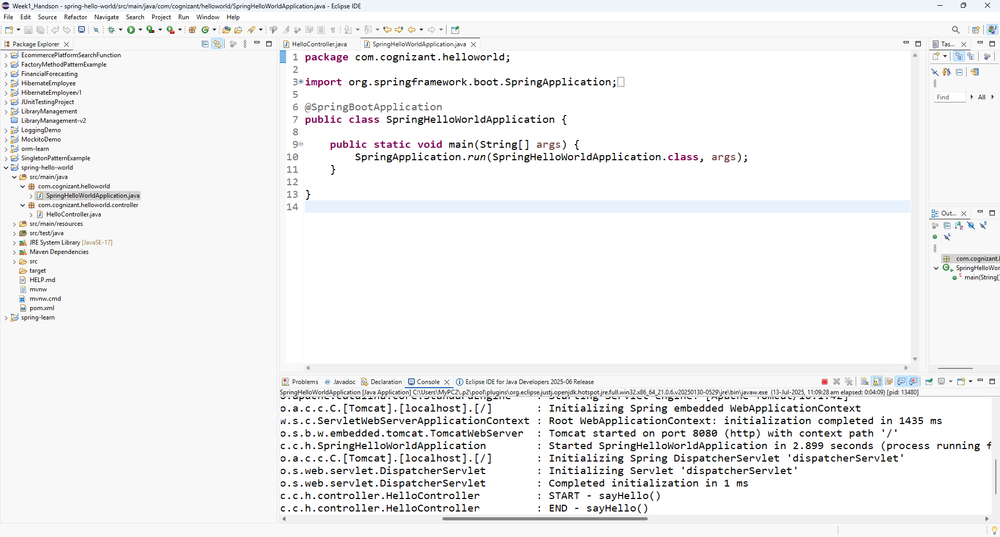 Week1_Handson - spring-hello-world/src/main/java/com/cognizant/helloworld/SpringHelloWorldApplication.java - Eclipse IDE
File Edit Source Refactor Navigate Search Project Run Window Help
Package Explorer
EcommercePlatformSearchFunction
FactoryMethodPatternExample
FinancialForecasting
HibernateEmployee
HibernateEmployeev1
JUnitTestingProject
LibraryManagement
LibraryManagement-v2
LoggingDemo
MockitoDemo
orm-learn
SingletonPatternExample
spring-hello-world
src/main/java
com.cognizant.helloworld
SpringHelloWorldApplication.java
com.cognizant.helloworld.controller
HelloController.java
src/main/resources
src/test/java
JRE System Library [JavaSE-17]
Maven Dependencies
src
target
HELP.md
mvnw
mvnw.cmd
pom.xml
spring-learn
HelloController.java
SpringHelloWorldApplication.java
1 package com.cognizant.helloworld;
2
3 import org.springframework.boot.SpringApplication;
5
6 @SpringBootApplication
7 public class SpringHelloWorldApplication {
8
9 public static void main(String[] args) {
10 SpringApplication.run(SpringHelloWorldApplication.class, args);
11 }
12
13 }
14
Tas...
Find
All
Out...
com.cognizant.l
SpringHelloWor
main(String[]
Problems
Javadoc
Declaration
Console
Eclipse IDE for Java Developers 2025-06 Release
SpringHelloWorldApplication [Java Application] C:\Users\MyPC2\.p2\pool\plugins\org.eclipse.justj.openjdk.hotspot.jre.full.win32.x86_64_21.0.6.v20250130-0529\jre\bin\javaw.exe (13-Jul-2025, 11:09:28 am elapsed: 0:04:09) [pid: 13480]
o.apache.catalina.core.StandardEngine : Starting Servlet engine: [Apache Tomcat/10.1.42]
o.a.c.c.C.[Tomcat].[localhost].[/] : Initializing Spring embedded WebApplicationContext
w.s.c.ServletWebServerApplicationContext : Root WebApplicationContext: initialization completed in 1435 ms
o.s.b.w.embedded.tomcat.TomcatWebServer : Tomcat started on port 8080 (http) with context path '/'
c.c.h.SpringHelloWorldApplication : Started SpringHelloWorldApplication in 2.899 seconds (process running f
o.a.c.c.C.[Tomcat].[localhost].[/] : Initializing Spring DispatcherServlet 'dispatcherServlet'
o.s.web.servlet.DispatcherServlet : Initializing Servlet 'dispatcherServlet'
o.s.web.servlet.DispatcherServlet : Completed initialization in 1 ms
c.c.h.controller.HelloController : START - sayHello()
c.c.h.controller.HelloController : END - sayHello()